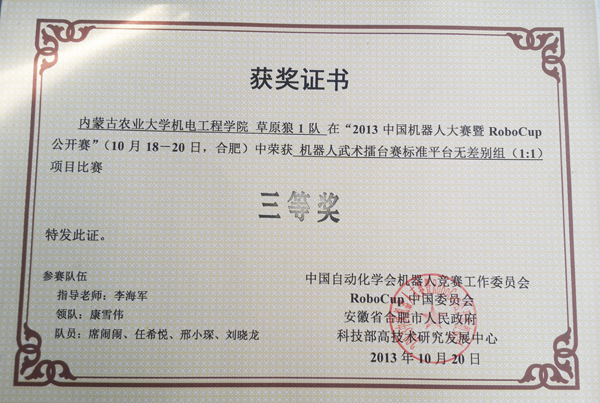 获奖证书
内蒙古农业大学机电工程学院 草原狼1队 在“2013中国机器人大赛暨RoboCup
公开赛”（10月18－20日，合肥）中荣获 机器人武术擂台赛标准平台无差别组（1:1）
项目比赛
三等奖
特发此证。
参赛队伍
指导老师：李海军
领队：康雪伟
队员：席闹闹、任希悦、邢小琛、刘晓龙
中国自动化学会机器人竞赛工作委员会
RoboCup中国委员会
安徽省合肥市人民政府
科技部高技术研究发展中心
2013年10月20日